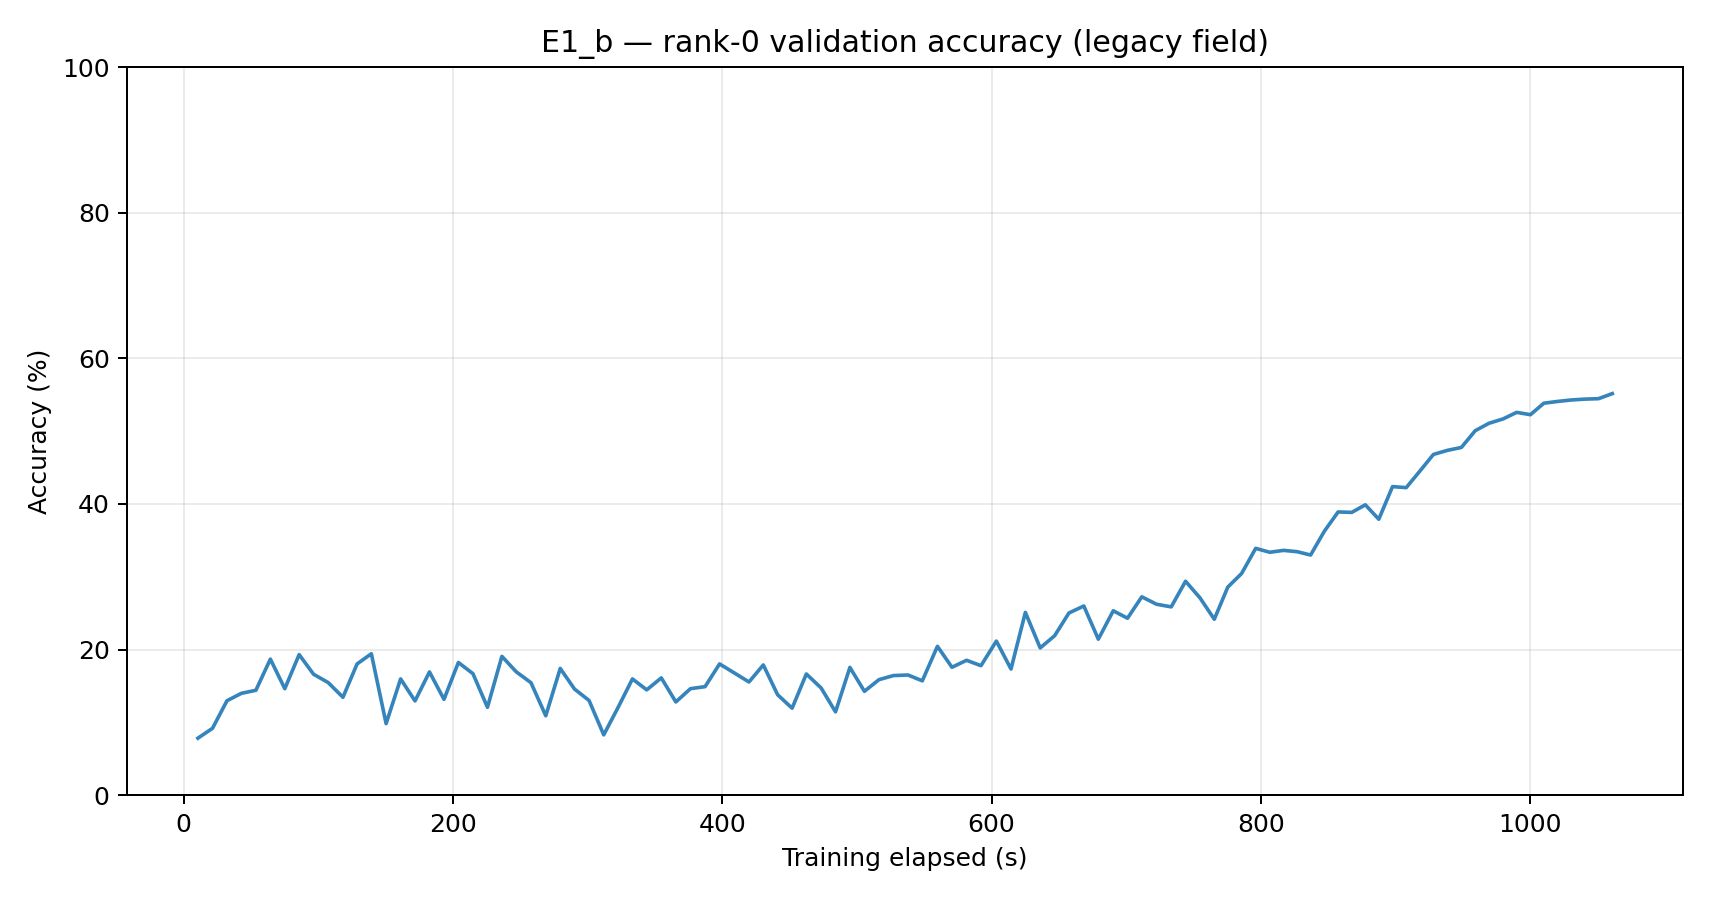 E1_b — rank-0 validation accuracy (legacy field)
100
80
60
40
20
0
Accuracy (%)
0 200 400 600 800 1000
Training elapsed (s)